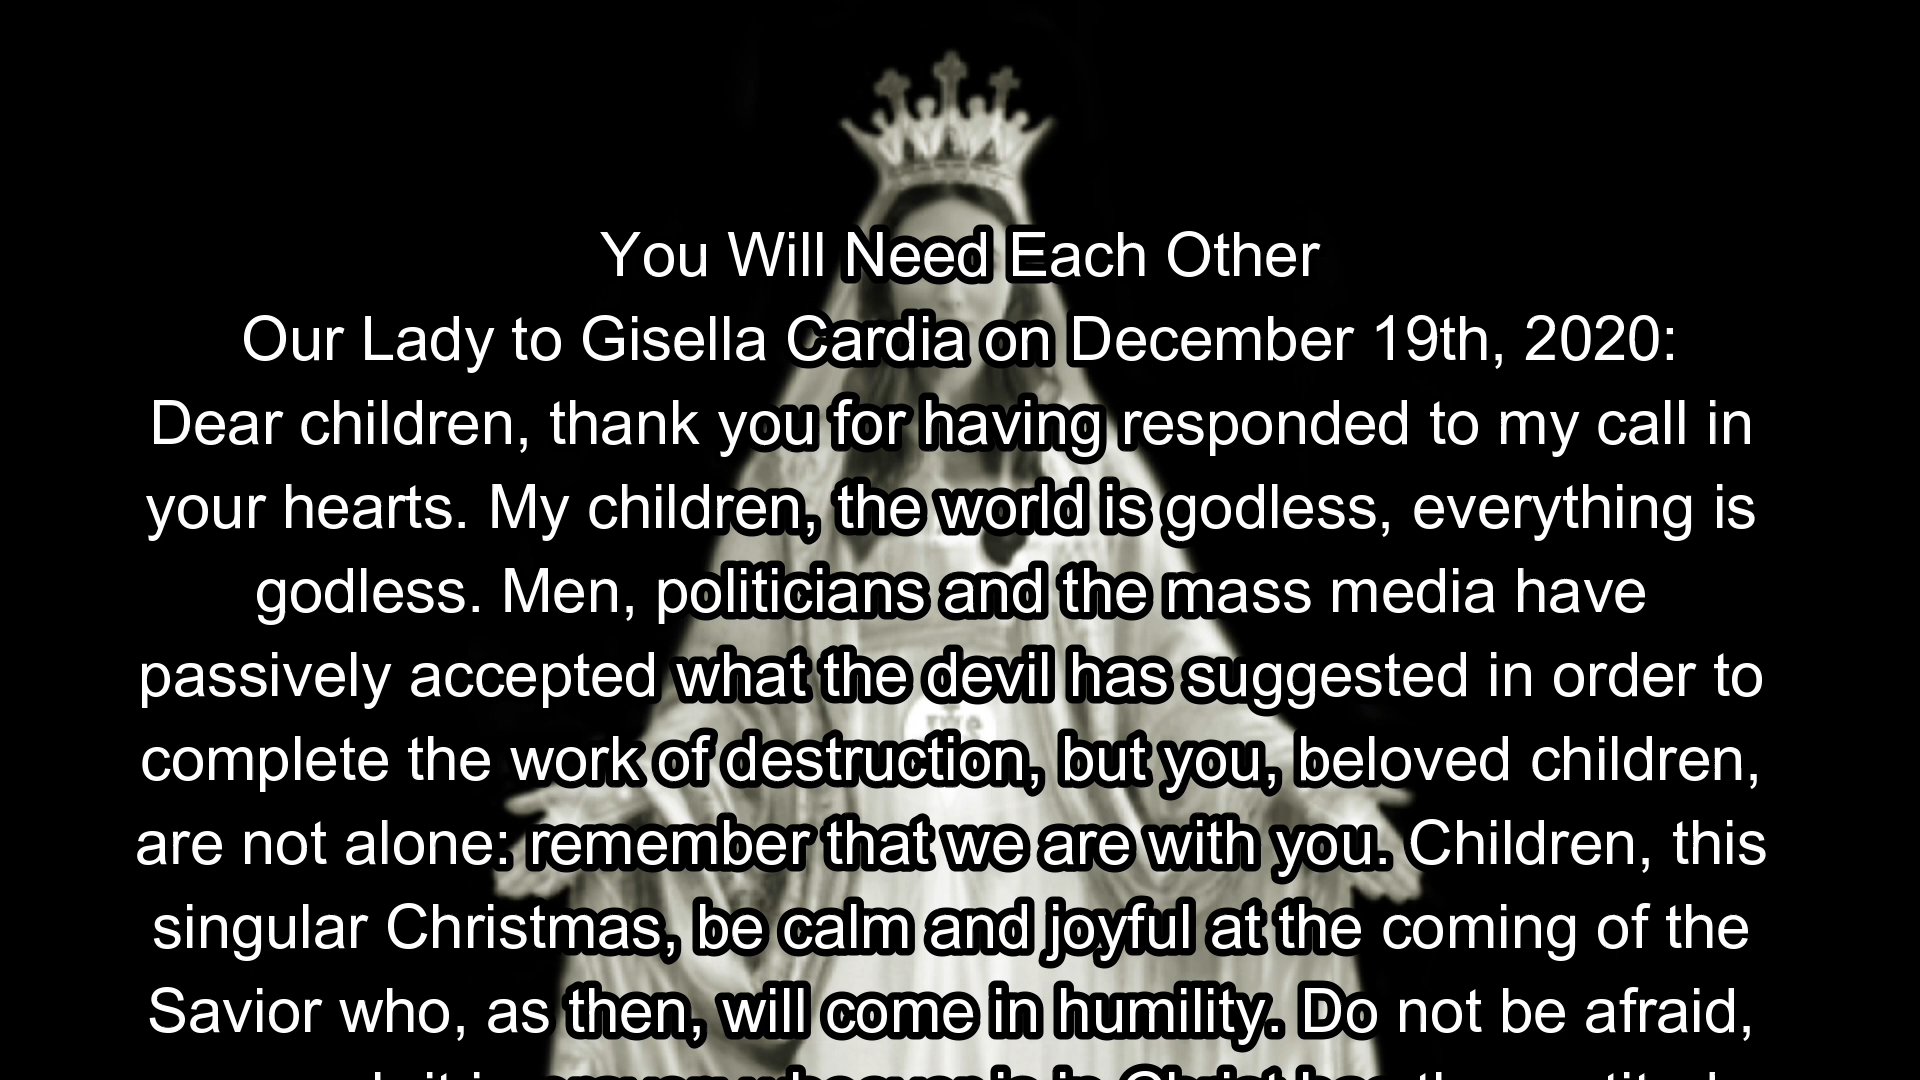 You Will Need Each Other
Our Lady to Gisella Cardia on December 19th, 2020:
Dear children, thank you for having responded to my call in
your hearts. My children, the world is godless, everything is
godless. Men, politicians and the mass media have
passively accepted what the devil has suggested in order to
complete the work of destruction, but you, beloved children,
are not alone: remember that we are with you. Children, this
singular Christmas, be calm and joyful at the coming of the
Savior who, as then, will come in humility. Do not be afraid,